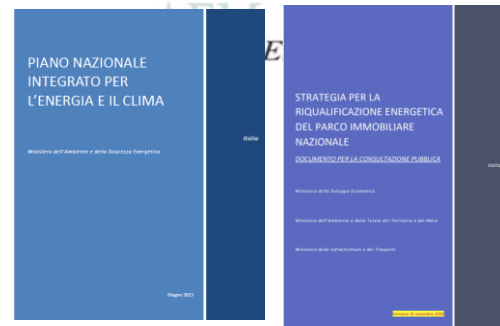 PIANO NAZIONALE
INTEGRATO PER
L'ENERGIA E IL CLIMA
Italia
Ministero dell'Ambiente e della Sicurezza Energetica
Giugno 2023
STRATEGIA PER LA
RIQUALIFICAZIONE ENERGETICA
DEL PARCO IMMOBILIARE
NAZIONALE
DOCUMENTO PER LA CONSULTAZIONE PUBBLICA
Italia
Ministero dello Sviluppo Economico
Ministero dell'Ambiente e della Tutela del Territorio e del Mare
Ministero delle Infrastrutture e dei Trasporti